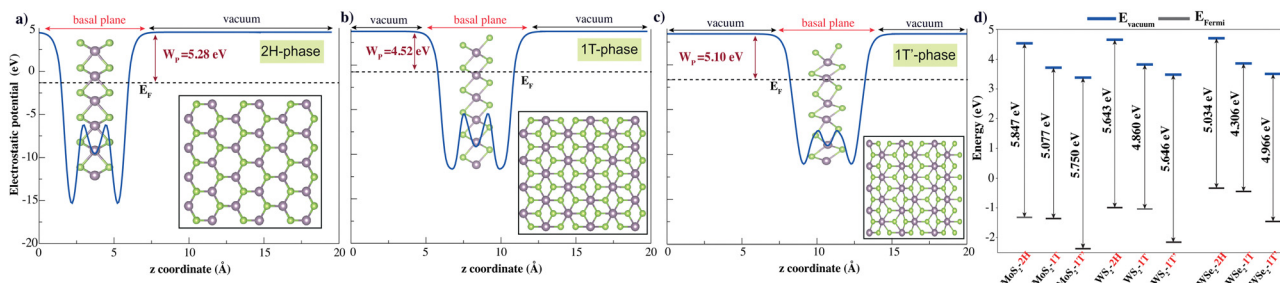 a)
basal plane
vacuum
W_P=5.28 eV
2H-phase
E_F
Electrostatic potential (eV)
5
0
-5
-10
-15
-20
0
5
10
15
20
z coordinate (Å)
b)
vacuum
basal plane
vacuum
W_P=4.52 eV
1T-phase
E_F
0
5
10
15
20
z coordinate (Å)
c)
vacuum
basal plane
vacuum
W_P=5.10 eV
1T'-phase
E_F
0
5
10
15
20
z coordinate (Å)
d)
E_vacuum
E_Fermi
Energy (eV)
5
4
3
2
1
0
-1
-2
5.847 eV
5.077 eV
5.750 eV
5.643 eV
4.860 eV
5.646 eV
5.034 eV
4.306 eV
4.966 eV
MoS₂-2H
MoS₂-1T
MoS₂-1T'
WS₂-2H
WS₂-1T
WS₂-1T'
WSe₂-2H
WSe₂-1T
WSe₂-1T'